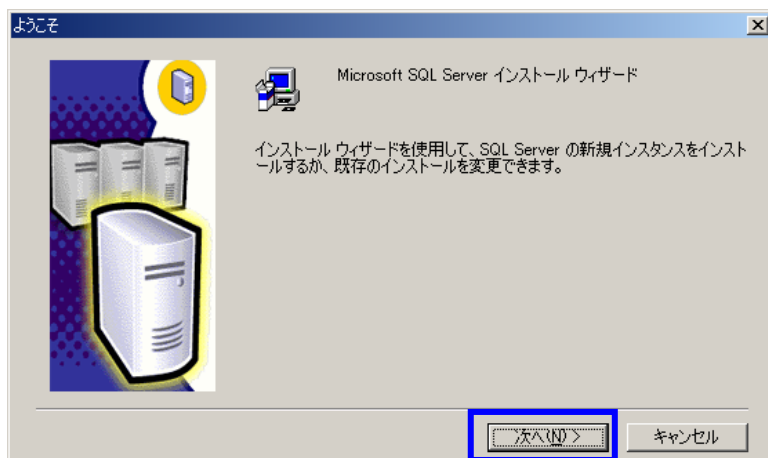 ようこそ
Microsoft SQL Server インストール ウィザード
インストール ウィザードを使用して、SQL Server の新規インスタンスをインスト
ールするか、既存のインストールを変更できます。
次へ(N) >
キャンセル